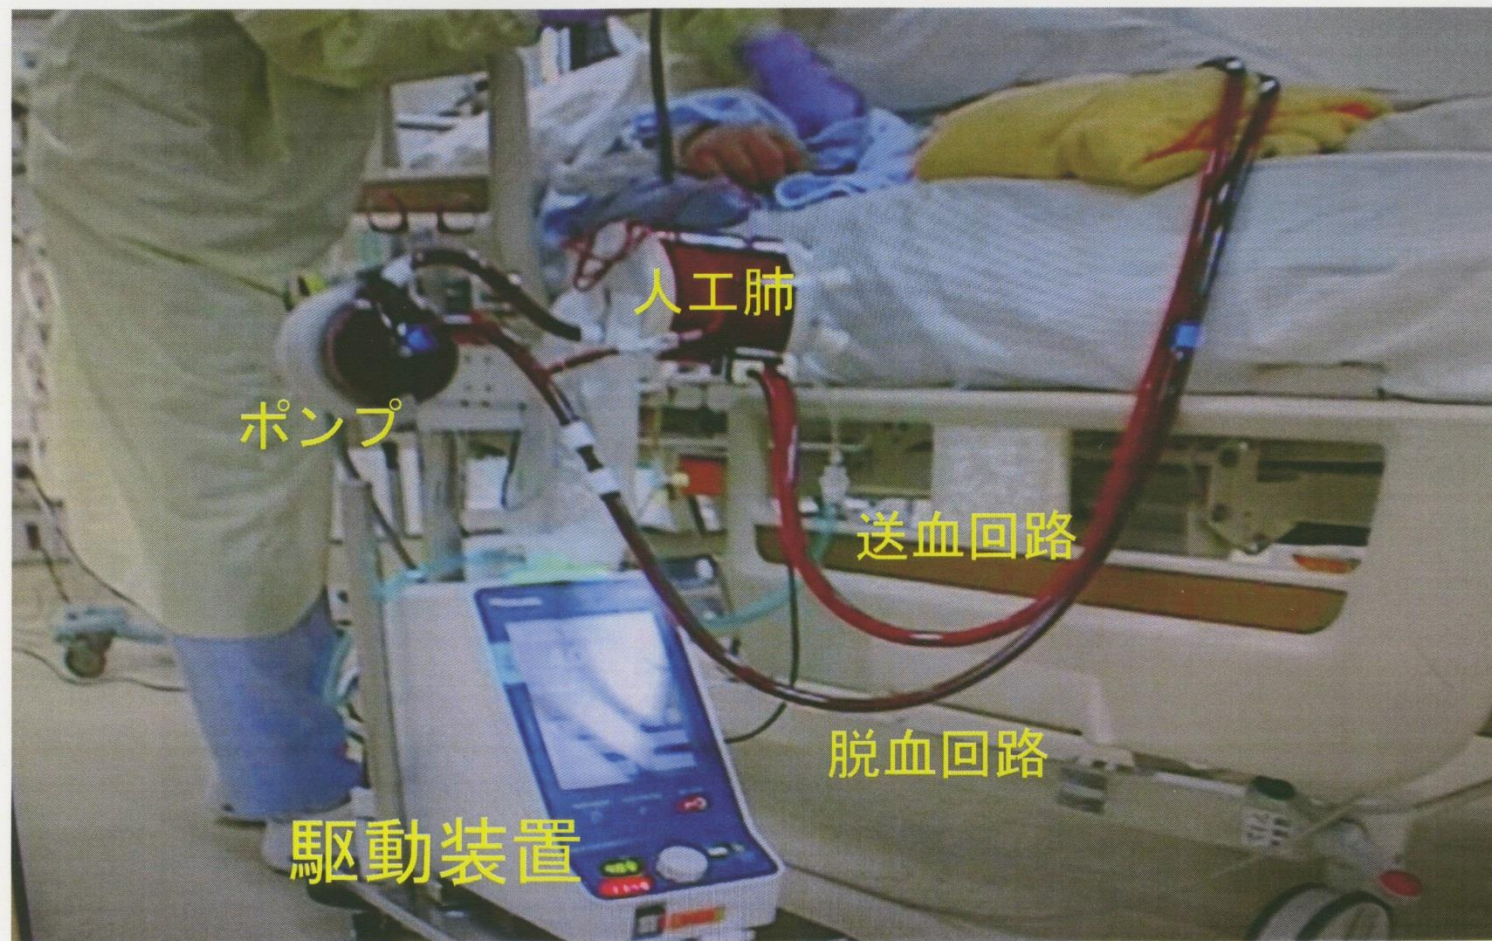 人工肺
ポンプ
送血回路
脱血回路
駆動装置